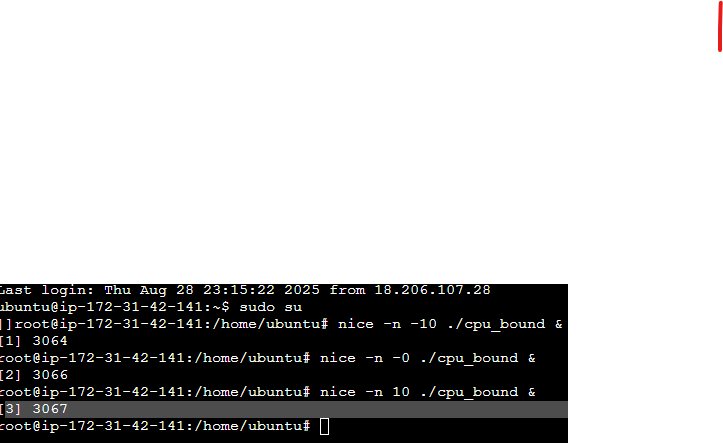 Last login: Thu Aug 28 23:15:22 2025 from 18.206.107.28
ubuntu@ip-172-31-42-141:~$ sudo su
]]root@ip-172-31-42-141:/home/ubuntu# nice -n -10 ./cpu_bound &
[1] 3064
root@ip-172-31-42-141:/home/ubuntu# nice -n -0 ./cpu_bound &
[2] 3066
root@ip-172-31-42-141:/home/ubuntu# nice -n 10 ./cpu_bound &
[3] 3067
root@ip-172-31-42-141:/home/ubuntu#